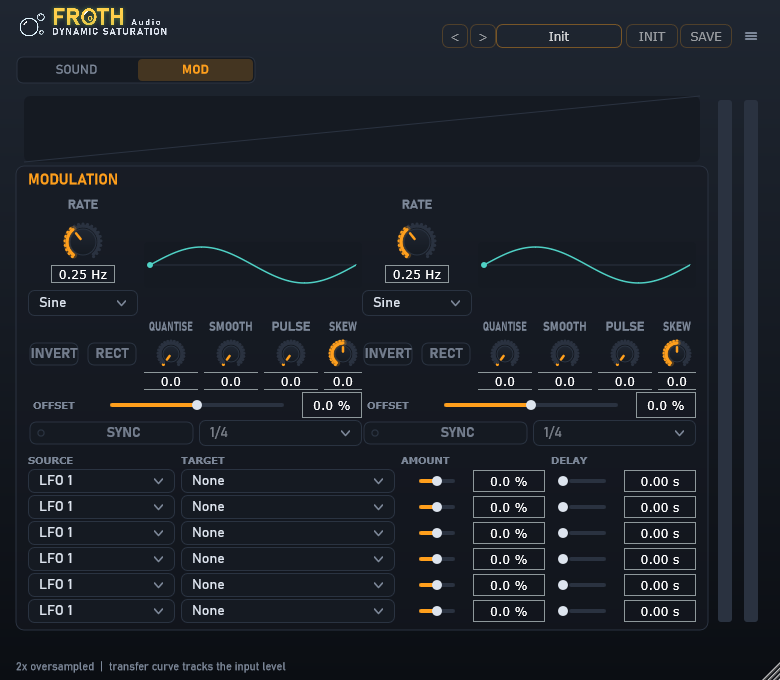 FROTH Audio
DYNAMIC SATURATION
< > Init INIT SAVE
SOUND MOD
MODULATION
RATE RATE
0.25 Hz 0.25 Hz
Sine Sine
QUANTISE SMOOTH PULSE SKEW QUANTISE SMOOTH PULSE SKEW
INVERT RECT INVERT RECT
0.0 0.0 0.0 0.0 0.0 0.0 0.0 0.0
OFFSET 0.0 % OFFSET 0.0 %
SYNC 1/4 SYNC 1/4
SOURCE TARGET AMOUNT DELAY
LFO 1 None 0.0 % 0.00 s
LFO 1 None 0.0 % 0.00 s
LFO 1 None 0.0 % 0.00 s
LFO 1 None 0.0 % 0.00 s
LFO 1 None 0.0 % 0.00 s
LFO 1 None 0.0 % 0.00 s
2x oversampled | transfer curve tracks the input level